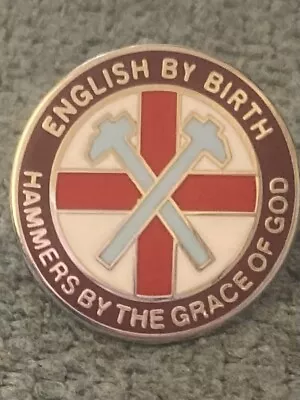 ENGLISH BY BIRTH
HAMMERS BY THE GRACE OF GOD